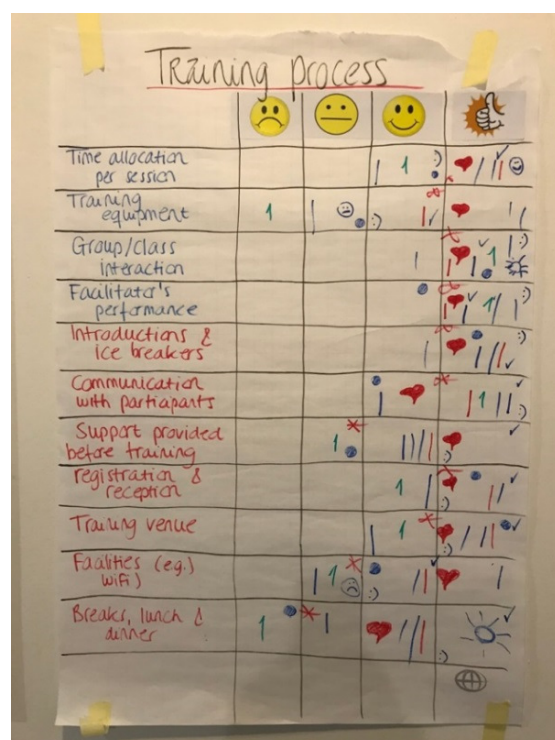 Training process
Time allocation
per session
Training
equipment
Group/class
interaction
Facilitator's
performance
Introductions &
ice breakers
Communication
with participants
Support provided
before training
registration &
reception
Training venue
Facilities (eg.)
WiFi)
Breaks, lunch &
dinner